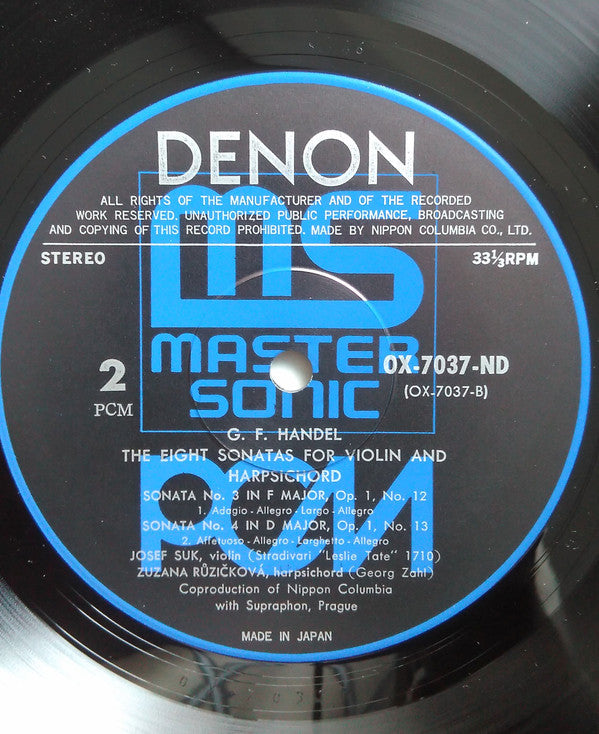 DENON
ALL RIGHTS OF THE MANUFACTURER AND OF THE RECORDED
WORK RESERVED. UNAUTHORIZED PUBLIC PERFORMANCE, BROADCASTING
AND COPYING OF THIS RECORD PROHIBITED. MADE BY NIPPON COLUMBIA CO., LTD.
STEREO
33⅓RPM
MS
MASTER
SONIC
2
PCM
OX-7037-ND
(OX-7037-B)
G. F. HANDEL
THE EIGHT SONATAS FOR VIOLIN AND
HARPSICHORD
PCM
SONATA No. 3 IN F MAJOR, Op. 1, No. 12
1. Adagio - Allegro - Largo - Allegro
SONATA No. 4 IN D MAJOR, Op. 1, No. 13
2. Affetuoso - Allegro - Larghetto - Allegro
JOSEF SUK, violin (Stradivari "Leslie Tate" 1710)
ZUZANA RŮZIČKOVÁ, harpsichord (Georg Zahl)
Coproduction of Nippon Columbia
with Supraphon, Prague
MADE IN JAPAN